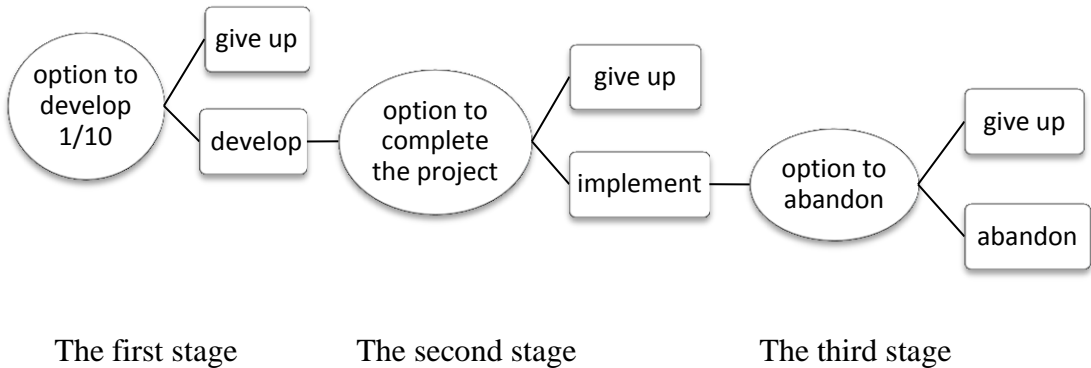 option to
develop
1/10
give up
develop
option to
complete
the project
give up
implement
option to
abandon
give up
abandon
The first stage
The second stage
The third stage